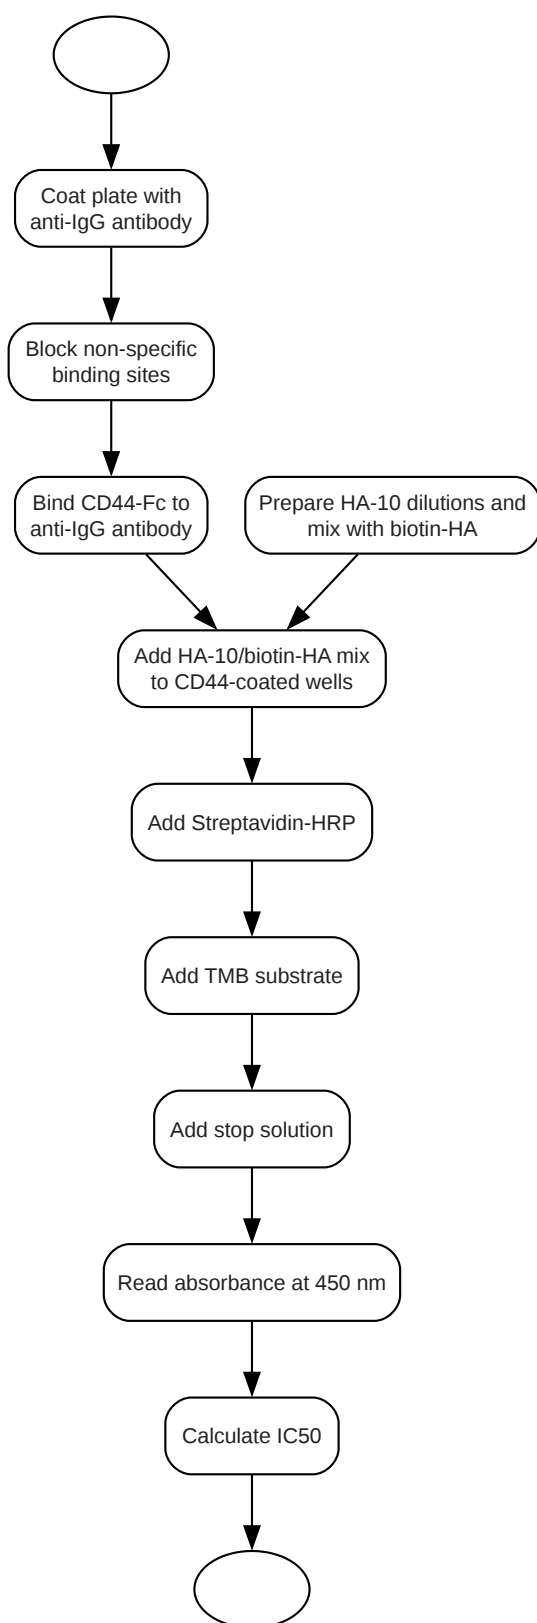 Coat plate with
anti-IgG antibody
Block non-specific
binding sites
Bind CD44-Fc to
anti-IgG antibody
Prepare HA-10 dilutions and
mix with biotin-HA
Add HA-10/biotin-HA mix
to CD44-coated wells
Add Streptavidin-HRP
Add TMB substrate
Add stop solution
Read absorbance at 450 nm
Calculate IC50